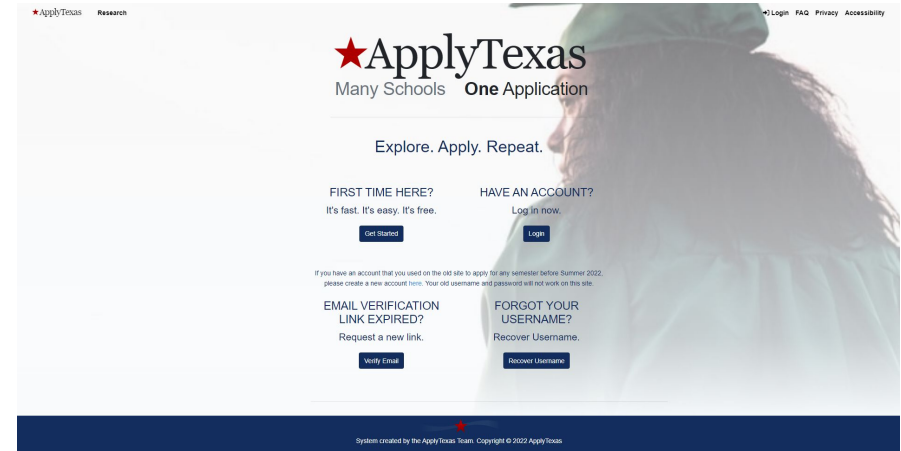 ApplyTexas Research Login FAQ Privacy Accessibility
ApplyTexas
Many Schools One Application
Explore. Apply. Repeat.
FIRST TIME HERE?
It's fast. It's easy. It's free.
Get Started
HAVE AN ACCOUNT?
Log in now.
Login
If you have an account that you used on the old site to apply for any semester before Summer 2022,
please create a new account here. Your old username and password will not work on this site.
EMAIL VERIFICATION
LINK EXPIRED?
Request a new link.
Verify Email
FORGOT YOUR
USERNAME?
Recover Username.
Recover Username
System created by the ApplyTexas Team. Copyright © 2022 ApplyTexas